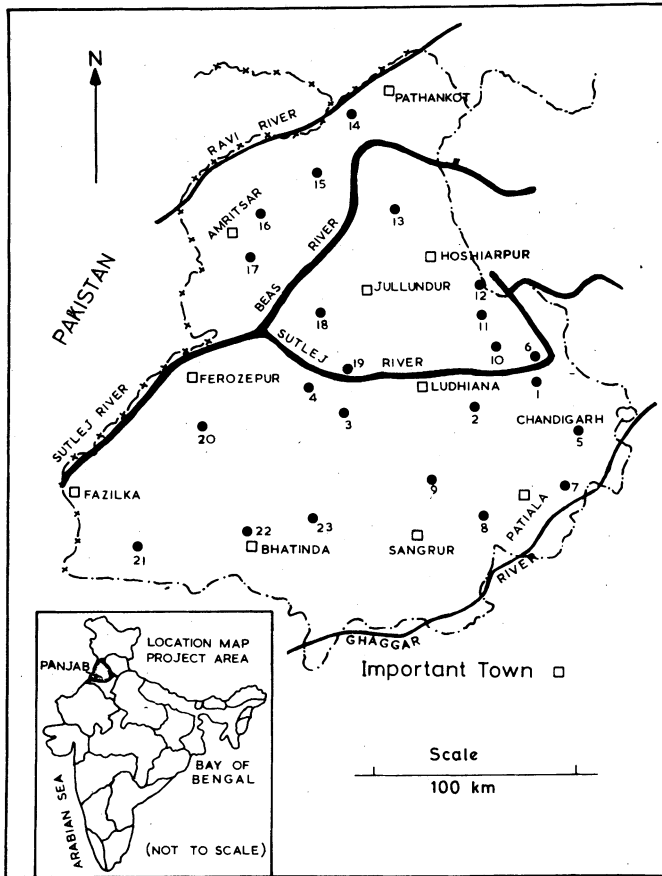 N
PATHANKOT
14
RAVI RIVER
15
AMRITSAR
16
13
17
BEAS RIVER
HOSHIARPUR
PAKISTAN
JULLUNDUR
12
18
11
SUTLEJ RIVER
10
6
19
FEROZEPUR
4
LUDHIANA
1
SUTLEJ RIVER
3
2
CHANDIGARH
20
5
9
FAZILKA
7
PATIALA
23
8
22
21
BHATINDA
SANGRUR
GHAGGAR RIVER
Important Town
LOCATION MAP
PROJECT AREA
PANJAB
BAY OF
BENGAL
ARABIAN SEA
(NOT TO SCALE)
Scale
100 km